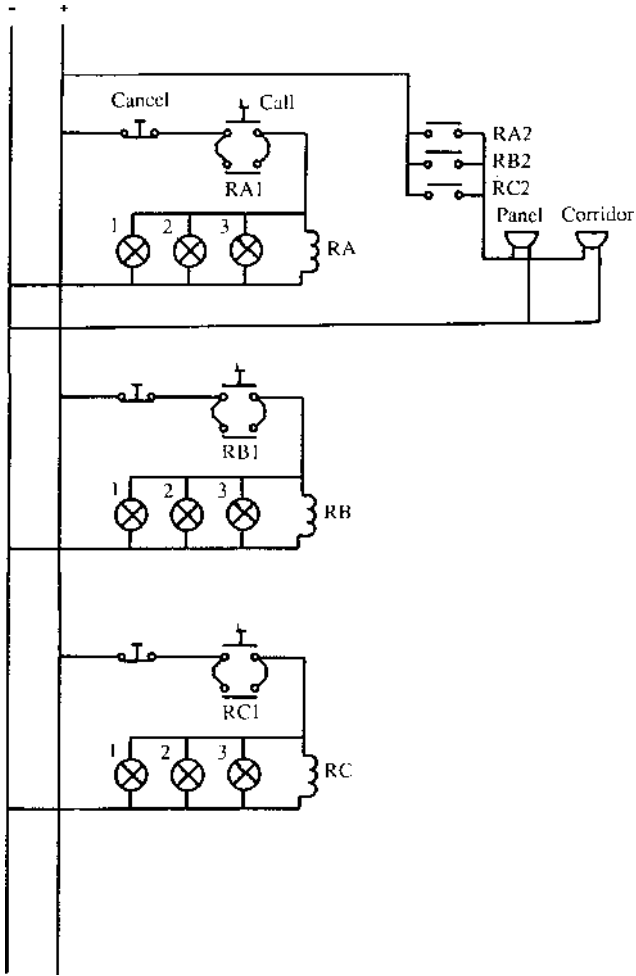 - +
Cancel
Call
RA2
RB2
RC2
RA1
Panel Corridor
1 2 3
RA
RB1
1 2 3
RB
RC1
1 2 3
RC